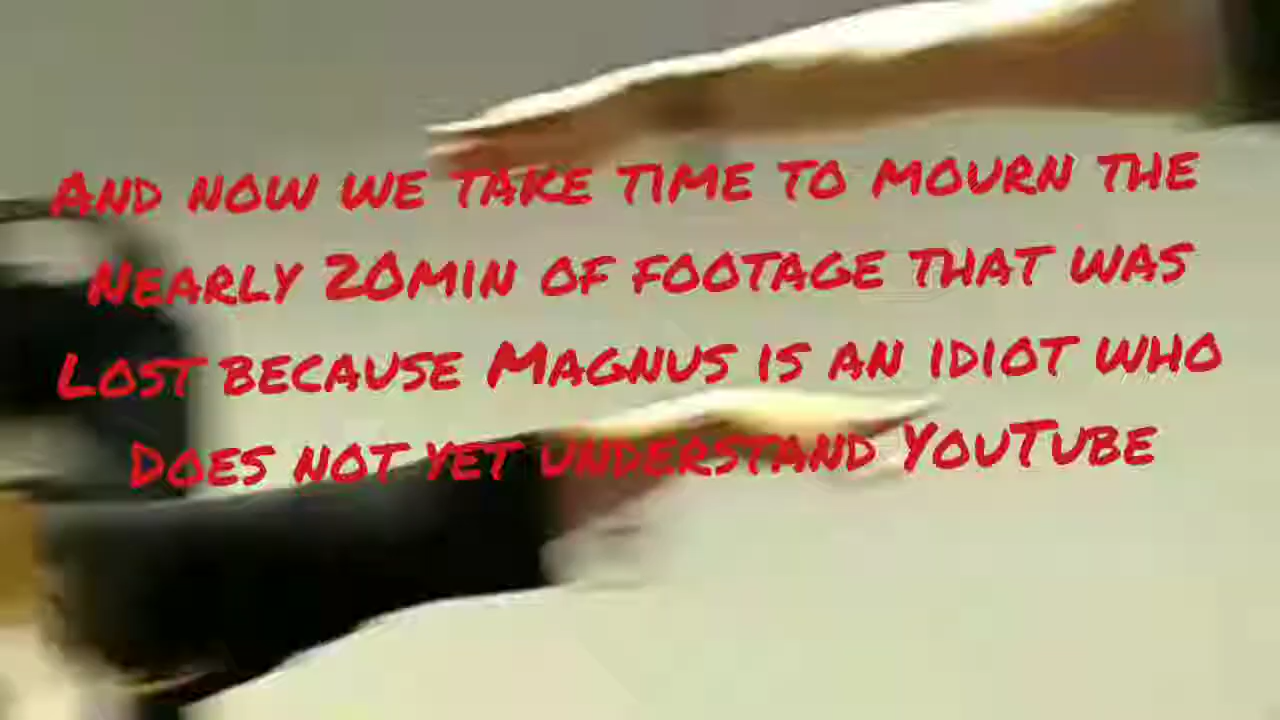 And now we take time to mourn the
Nearly 20min of footage that was
Lost because Magnus is an idiot who
Does not yet understand YouTube